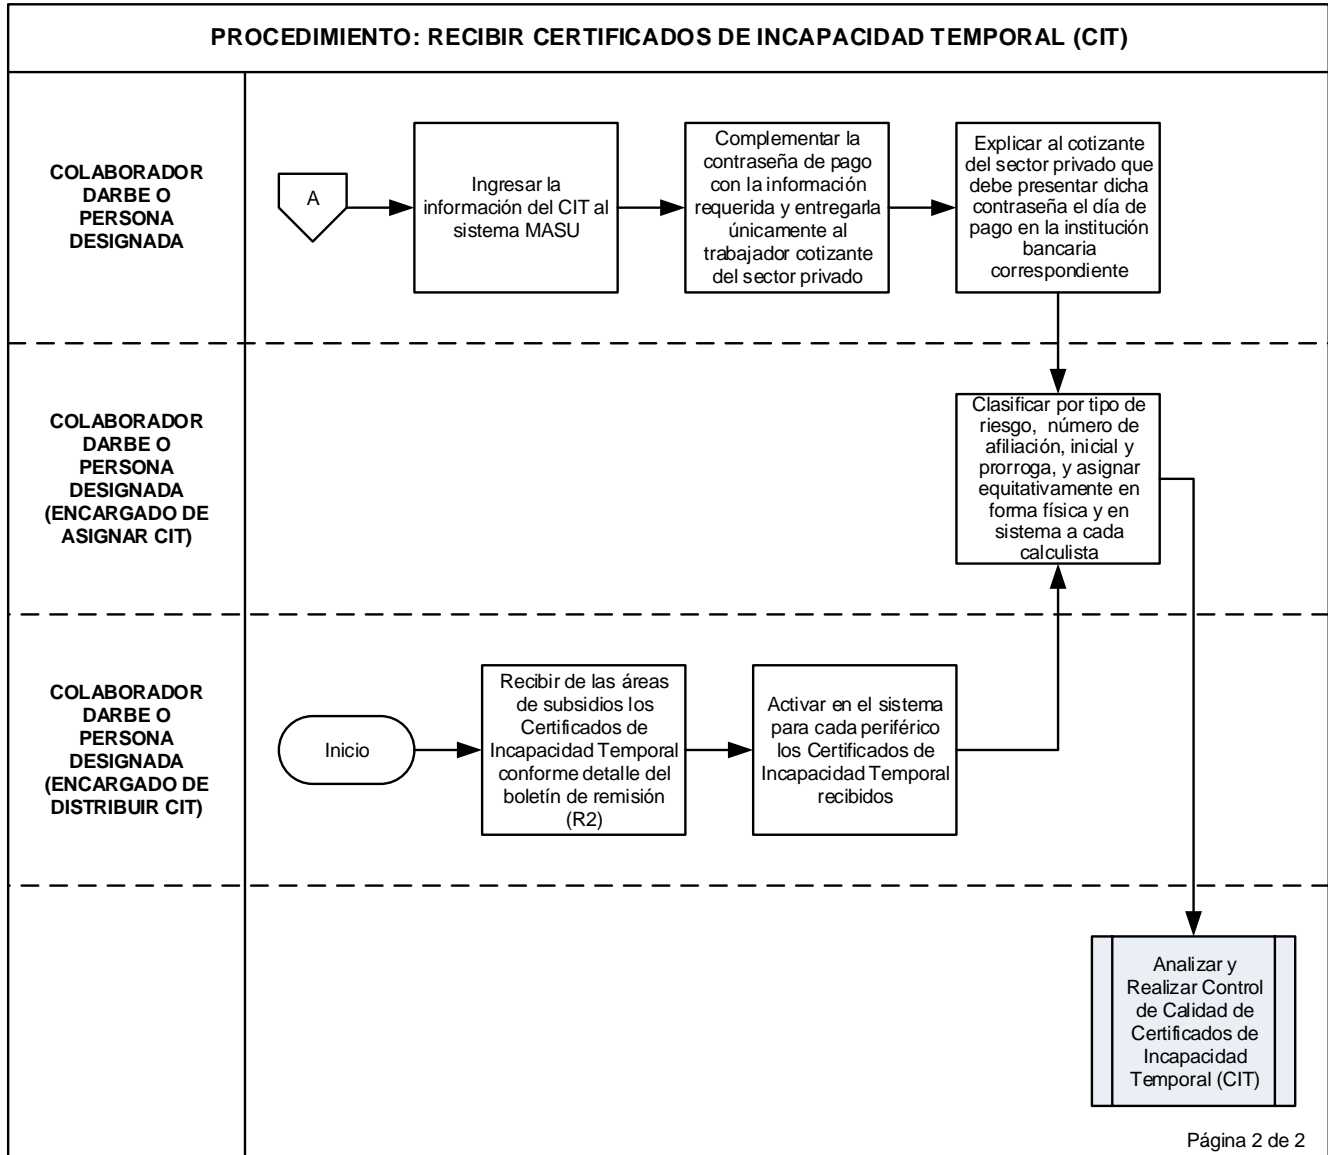 PROCEDIMIENTO: RECIBIR CERTIFICADOS DE INCAPACIDAD TEMPORAL (CIT)
COLABORADOR
DARBE O
PERSONA
DESIGNADA
A
Ingresar la
información del CIT al
sistema MASU
Complementar la
contraseña de pago
con la información
requerida y entregarla
únicamente al
trabajador cotizante
del sector privado
Explicar al cotizante
del sector privado que
debe presentar dicha
contraseña el día de
pago en la institución
bancaria
correspondiente
COLABORADOR
DARBE O
PERSONA
DESIGNADA
(ENCARGADO DE
ASIGNAR CIT)
Clasificar por tipo de
riesgo, número de
afiliación, inicial y
prorroga, y asignar
equitativamente en
forma física y en
sistema a cada
calculista
COLABORADOR
DARBE O
PERSONA
DESIGNADA
(ENCARGADO DE
DISTRIBUIR CIT)
Inicio
Recibir de las áreas
de subsidios los
Certificados de
Incapacidad Temporal
conforme detalle del
boletín de remisión
(R2)
Activar en el sistema
para cada periférico
los Certificados de
Incapacidad Temporal
recibidos
Analizar y
Realizar Control
de Calidad de
Certificados de
Incapacidad
Temporal (CIT)
Página 2 de 2